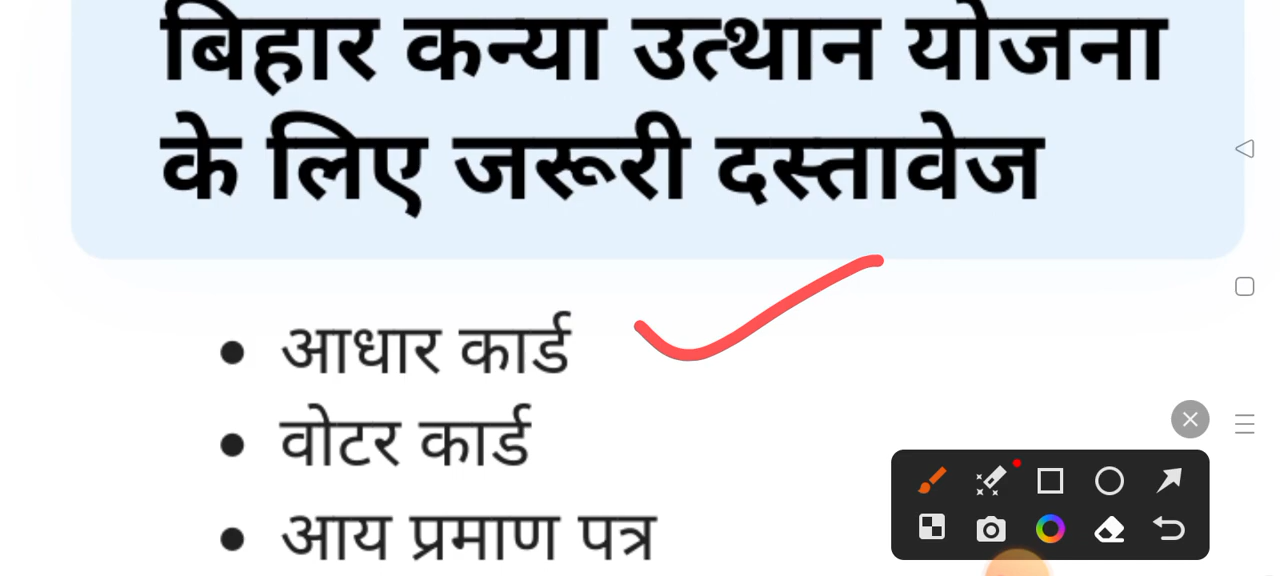 बिहार कन्या उत्थान योजना
के लिए जरूरी दस्तावेज
• आधार कार्ड
• वोटर कार्ड
• आय प्रमाण पत्र